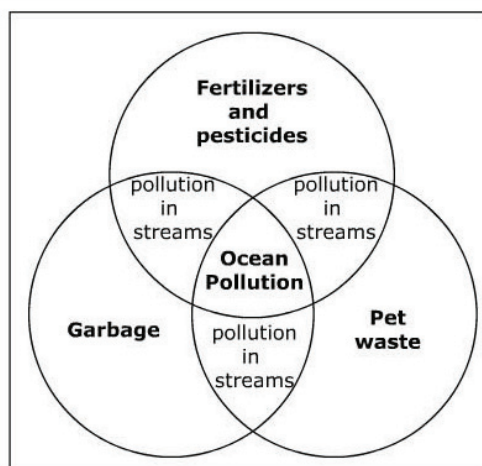 Fertilizers
and
pesticides
pollution
in
streams
pollution
in
streams
Ocean
Pollution
Garbage
Pet
waste
pollution
in
streams